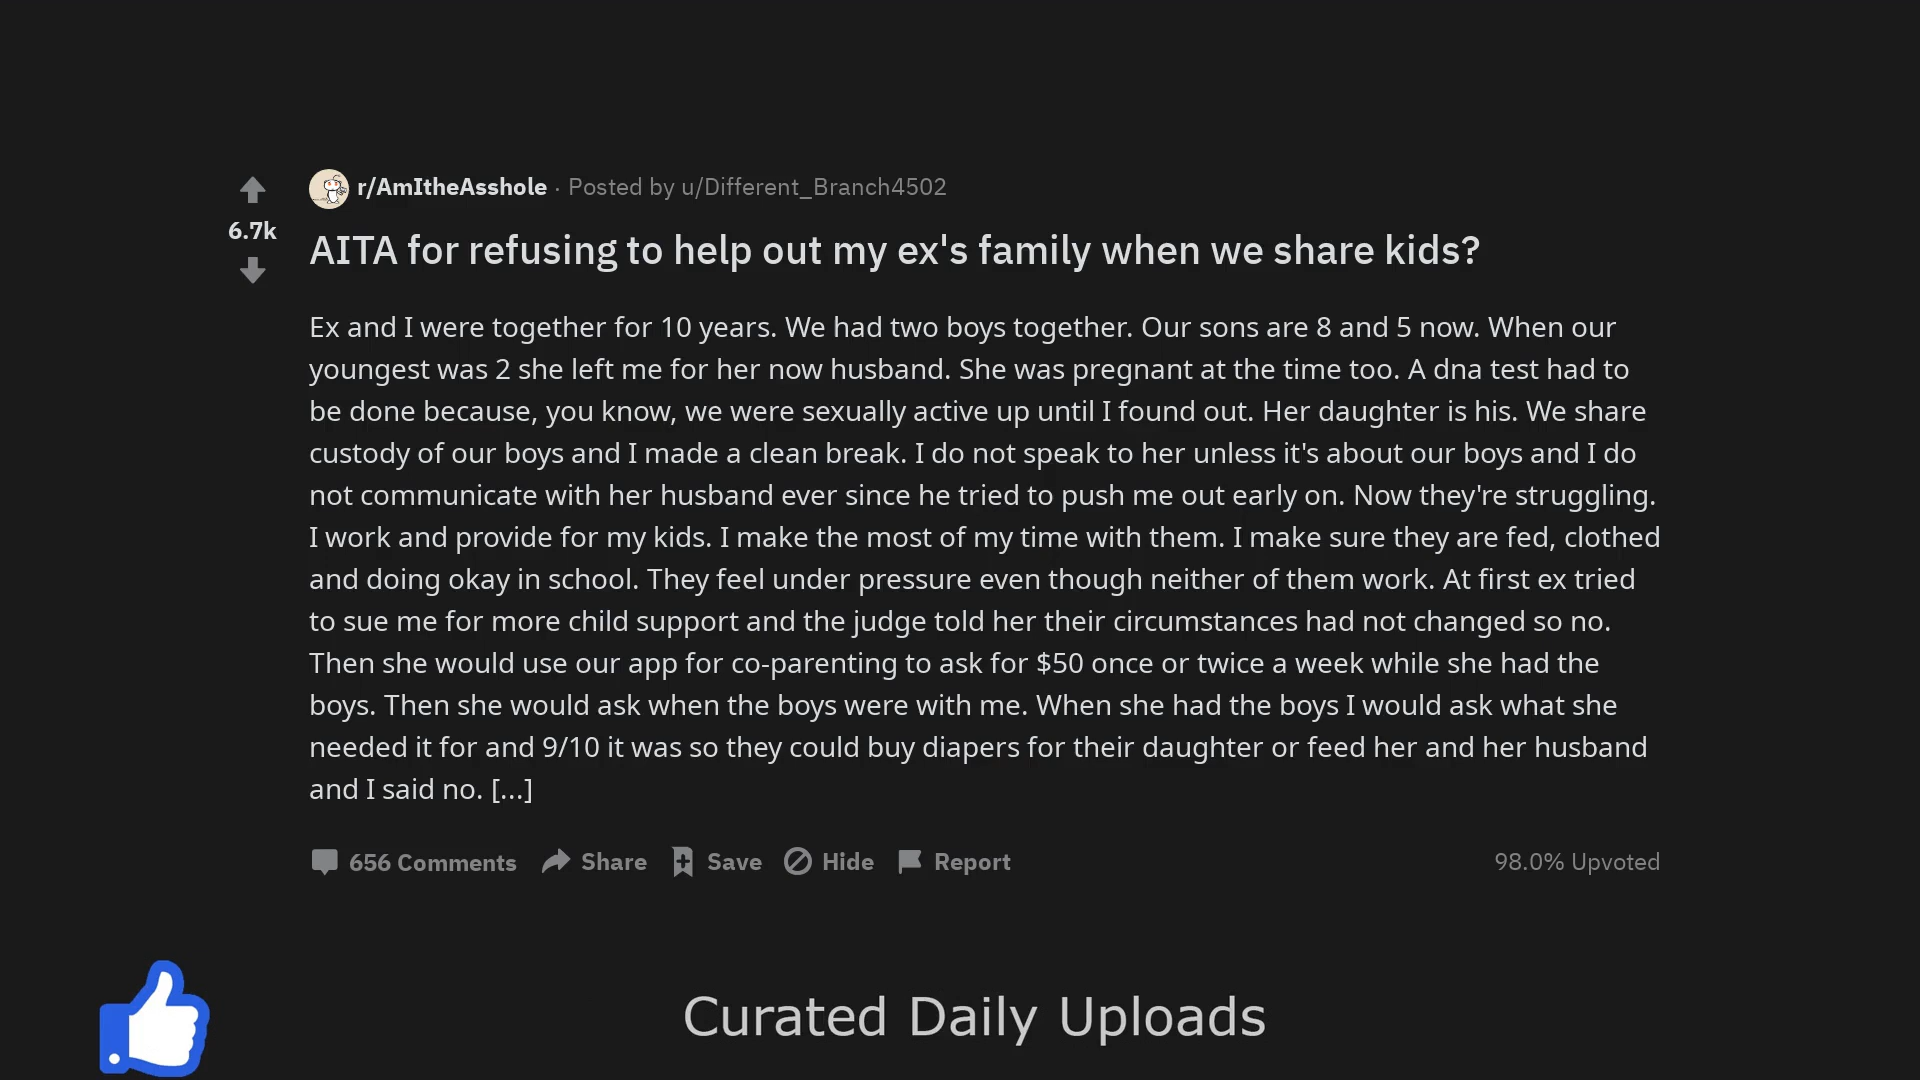 r/AmItheAsshole · Posted by u/Different_Branch4502
6.7k
AITA for refusing to help out my ex's family when we share kids?
Ex and I were together for 10 years. We had two boys together. Our sons are 8 and 5 now. When our
youngest was 2 she left me for her now husband. She was pregnant at the time too. A dna test had to
be done because, you know, we were sexually active up until I found out. Her daughter is his. We share
custody of our boys and I made a clean break. I do not speak to her unless it's about our boys and I do
not communicate with her husband ever since he tried to push me out early on. Now they're struggling.
I work and provide for my kids. I make the most of my time with them. I make sure they are fed, clothed
and doing okay in school. They feel under pressure even though neither of them work. At first ex tried
to sue me for more child support and the judge told her their circumstances had not changed so no.
Then she would use our app for co-parenting to ask for $50 once or twice a week while she had the
boys. Then she would ask when the boys were with me. When she had the boys I would ask what she
needed it for and 9/10 it was so they could buy diapers for their daughter or feed her and her husband
and I said no. [...]
656 Comments Share Save Hide Report 98.0% Upvoted
Curated Daily Uploads